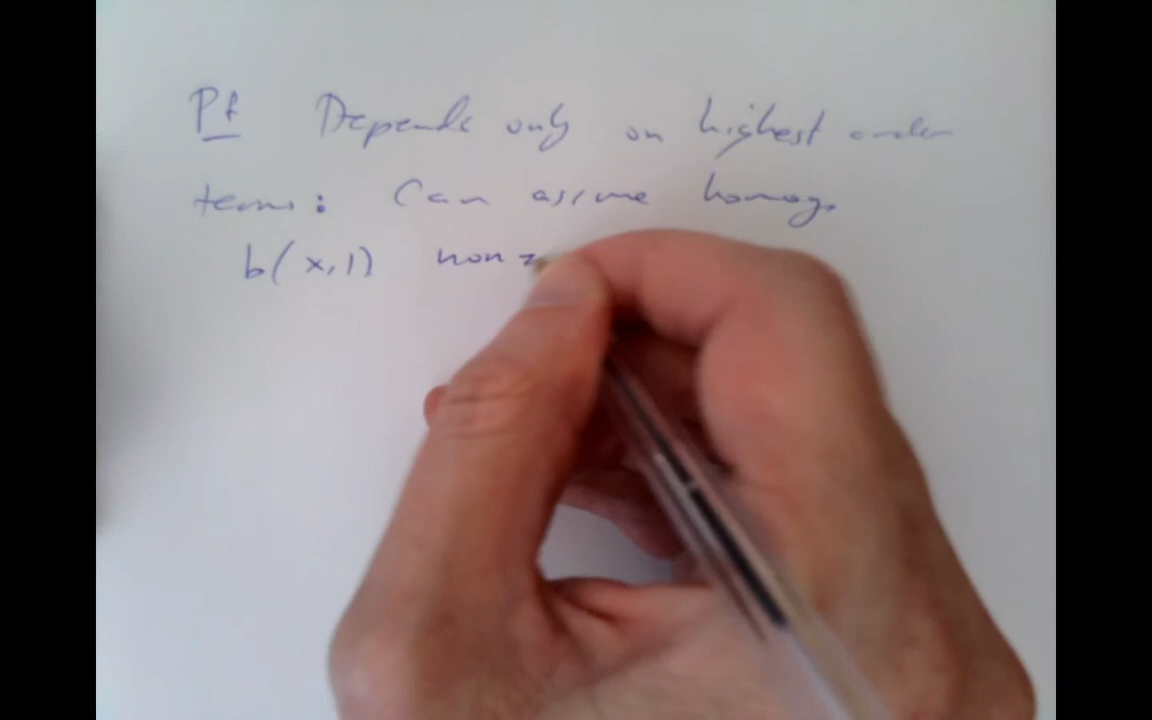 Pf Depends only on highest order
terms: Can assume homog.
b(x,1) non z